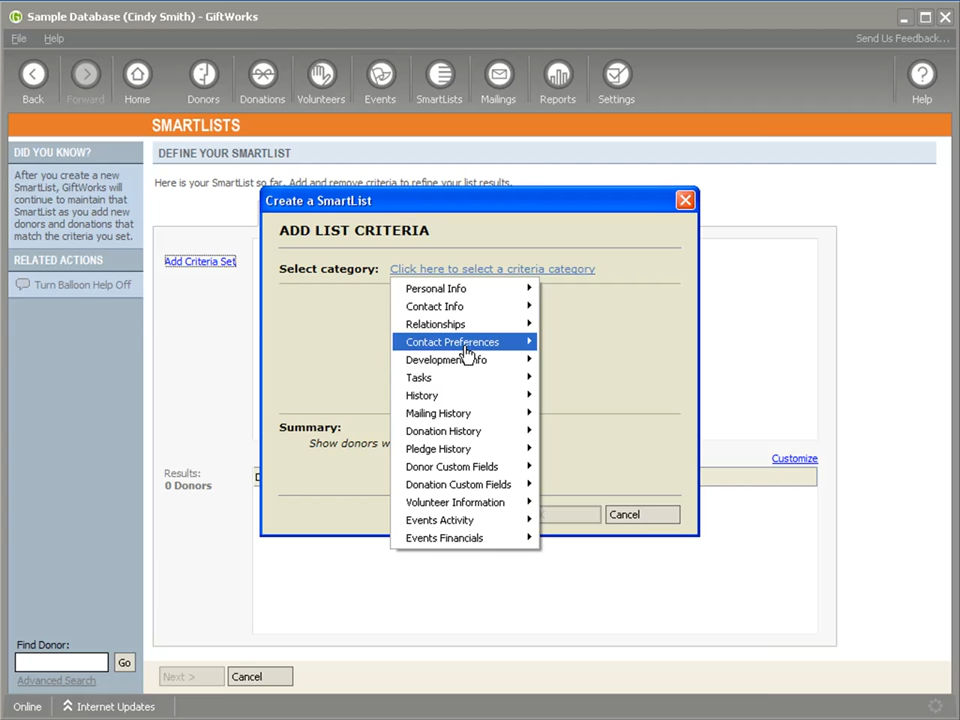 Sample Database (Cindy Smith) - GiftWorks
File Help Send Us Feedback...
Back Forward Home Donors Donations Volunteers Events SmartLists Mailings Reports Settings Help
SMARTLISTS
DID YOU KNOW?
After you create a new
SmartList, GiftWorks will
continue to maintain that
SmartList as you add new
donors and donations that
match the criteria you set.
RELATED ACTIONS
Turn Balloon Help Off
DEFINE YOUR SMARTLIST
Here is your SmartList so far. Add and remove criteria to refine your list results.
Add Criteria Set
Create a SmartList
ADD LIST CRITERIA
Select category: Click here to select a criteria category
Personal Info
Contact Info
Relationships
Contact Preferences
Development Info
Tasks
History
Mailing History
Donation History
Pledge History
Donor Custom Fields
Donation Custom Fields
Volunteer Information
Events Activity
Events Financials
Summary:
Show donors
Cancel
Customize
Results:
0 Donors
Find Donor:
Go
Advanced Search
Next >
Cancel
Online Internet Updates